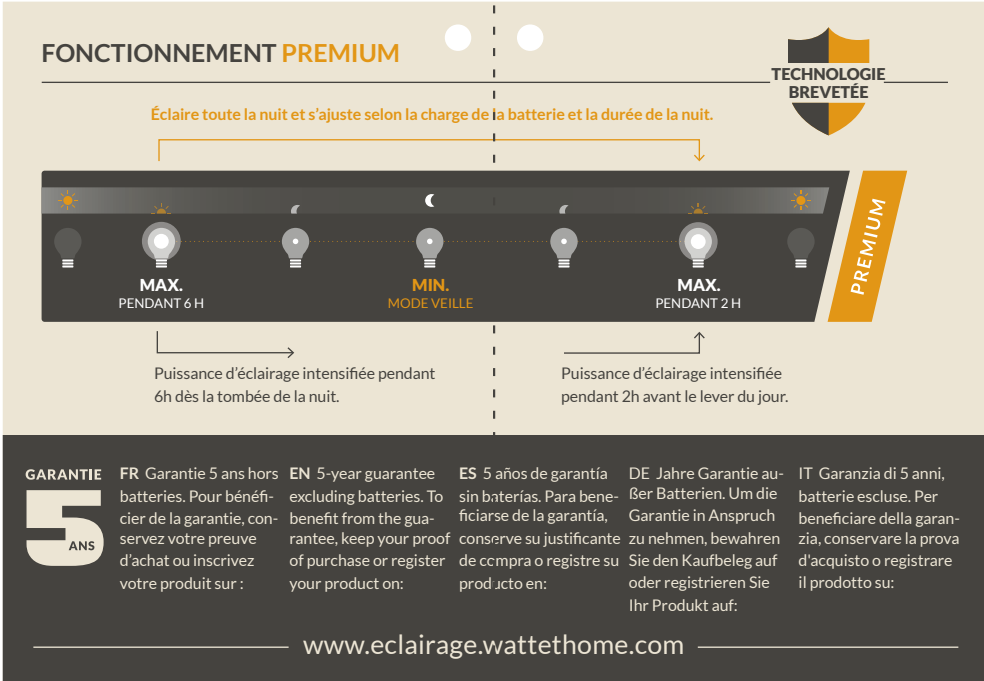 FONCTIONNEMENT PREMIUM
TECHNOLOGIE
BREVETÉE
Éclaire toute la nuit et s'ajuste selon la charge de la batterie et la durée de la nuit.
MAX.
PENDANT 6 H
MIN.
MODE VEILLE
MAX.
PENDANT 2 H
PREMIUM
Puissance d'éclairage intensifiée pendant
6h dès la tombée de la nuit.
Puissance d'éclairage intensifiée
pendant 2h avant le lever du jour.
GARANTIE
5
ANS
FR Garantie 5 ans hors
batteries. Pour bénéfi-
cier de la garantie, con-
servez votre preuve
d'achat ou inscrivez
votre produit sur :
EN 5-year guarantee
excluding batteries. To
benefit from the gua-
rantee, keep your proof
of purchase or register
your product on:
ES 5 años de garantía
sin baterías. Para bene-
ficiarse de la garantía,
conserve su justificante
de compra o registre su
producto en:
DE Jahre Garantie au-
ßer Batterien. Um die
Garantie in Anspruch
zu nehmen, bewahren
Sie den Kaufbeleg auf
oder registrieren Sie
Ihr Produkt auf:
IT Garanzia di 5 anni,
batterie escluse. Per
beneficiare della garan-
zia, conservare la prova
d'acquisto o registrare
il prodotto su:
www.eclairage.wattethome.com